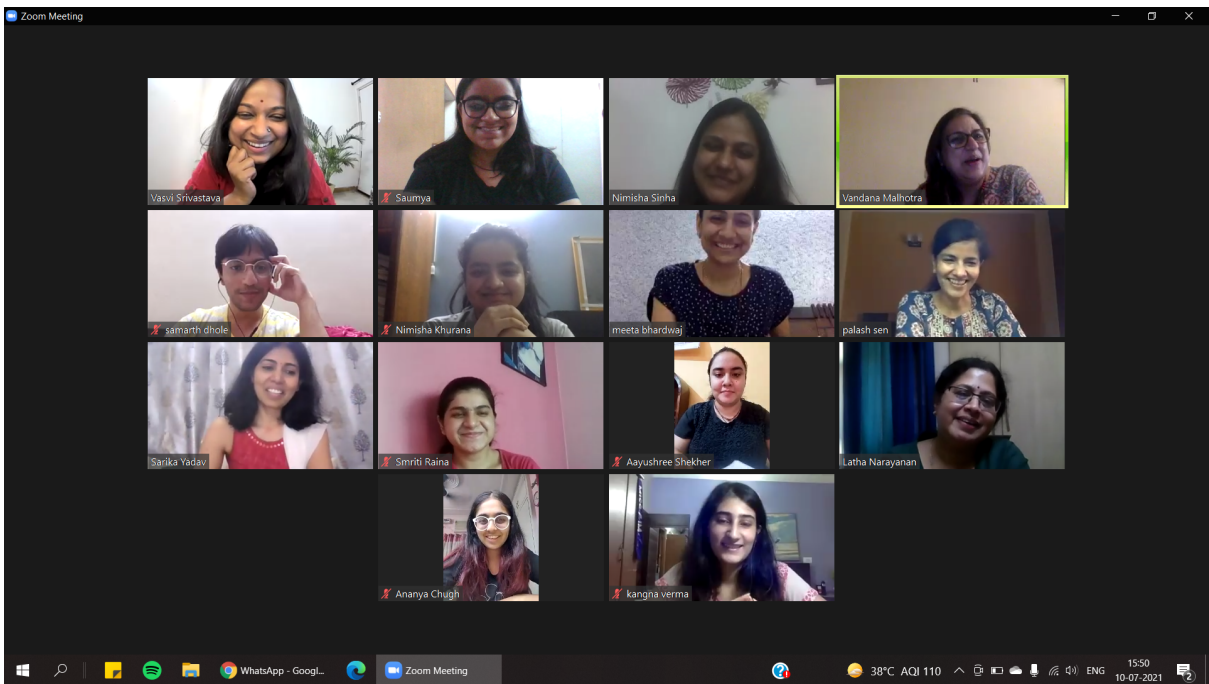 Zoom Meeting
Vasvi Srivastava
Saumya
Nimisha Sinha
Vandana Malhotra
samarth dhole
Nimisha Khurana
meeta bhardwaj
palash sen
Sarika Yadav
Smriti Raina
Aayushree Shekher
Latha Narayanan
Ananya Chugh
kangna verma
WhatsApp - Googl...
Zoom Meeting
38°C AQI 110
ENG
15:50
10-07-2021
2